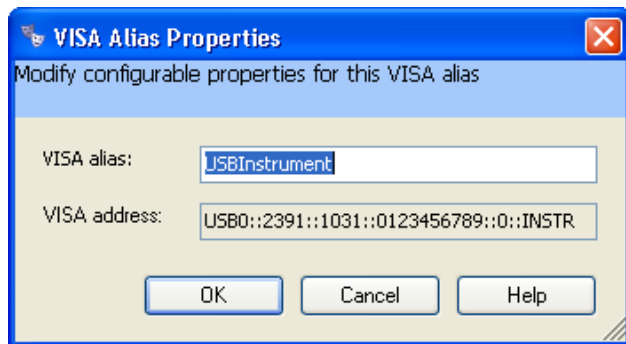 VISA Alias Properties
Modify configurable properties for this VISA alias
VISA alias: USBInstrument
VISA address: USB0::2391::1031::0123456789::0::INSTR
OK Cancel Help